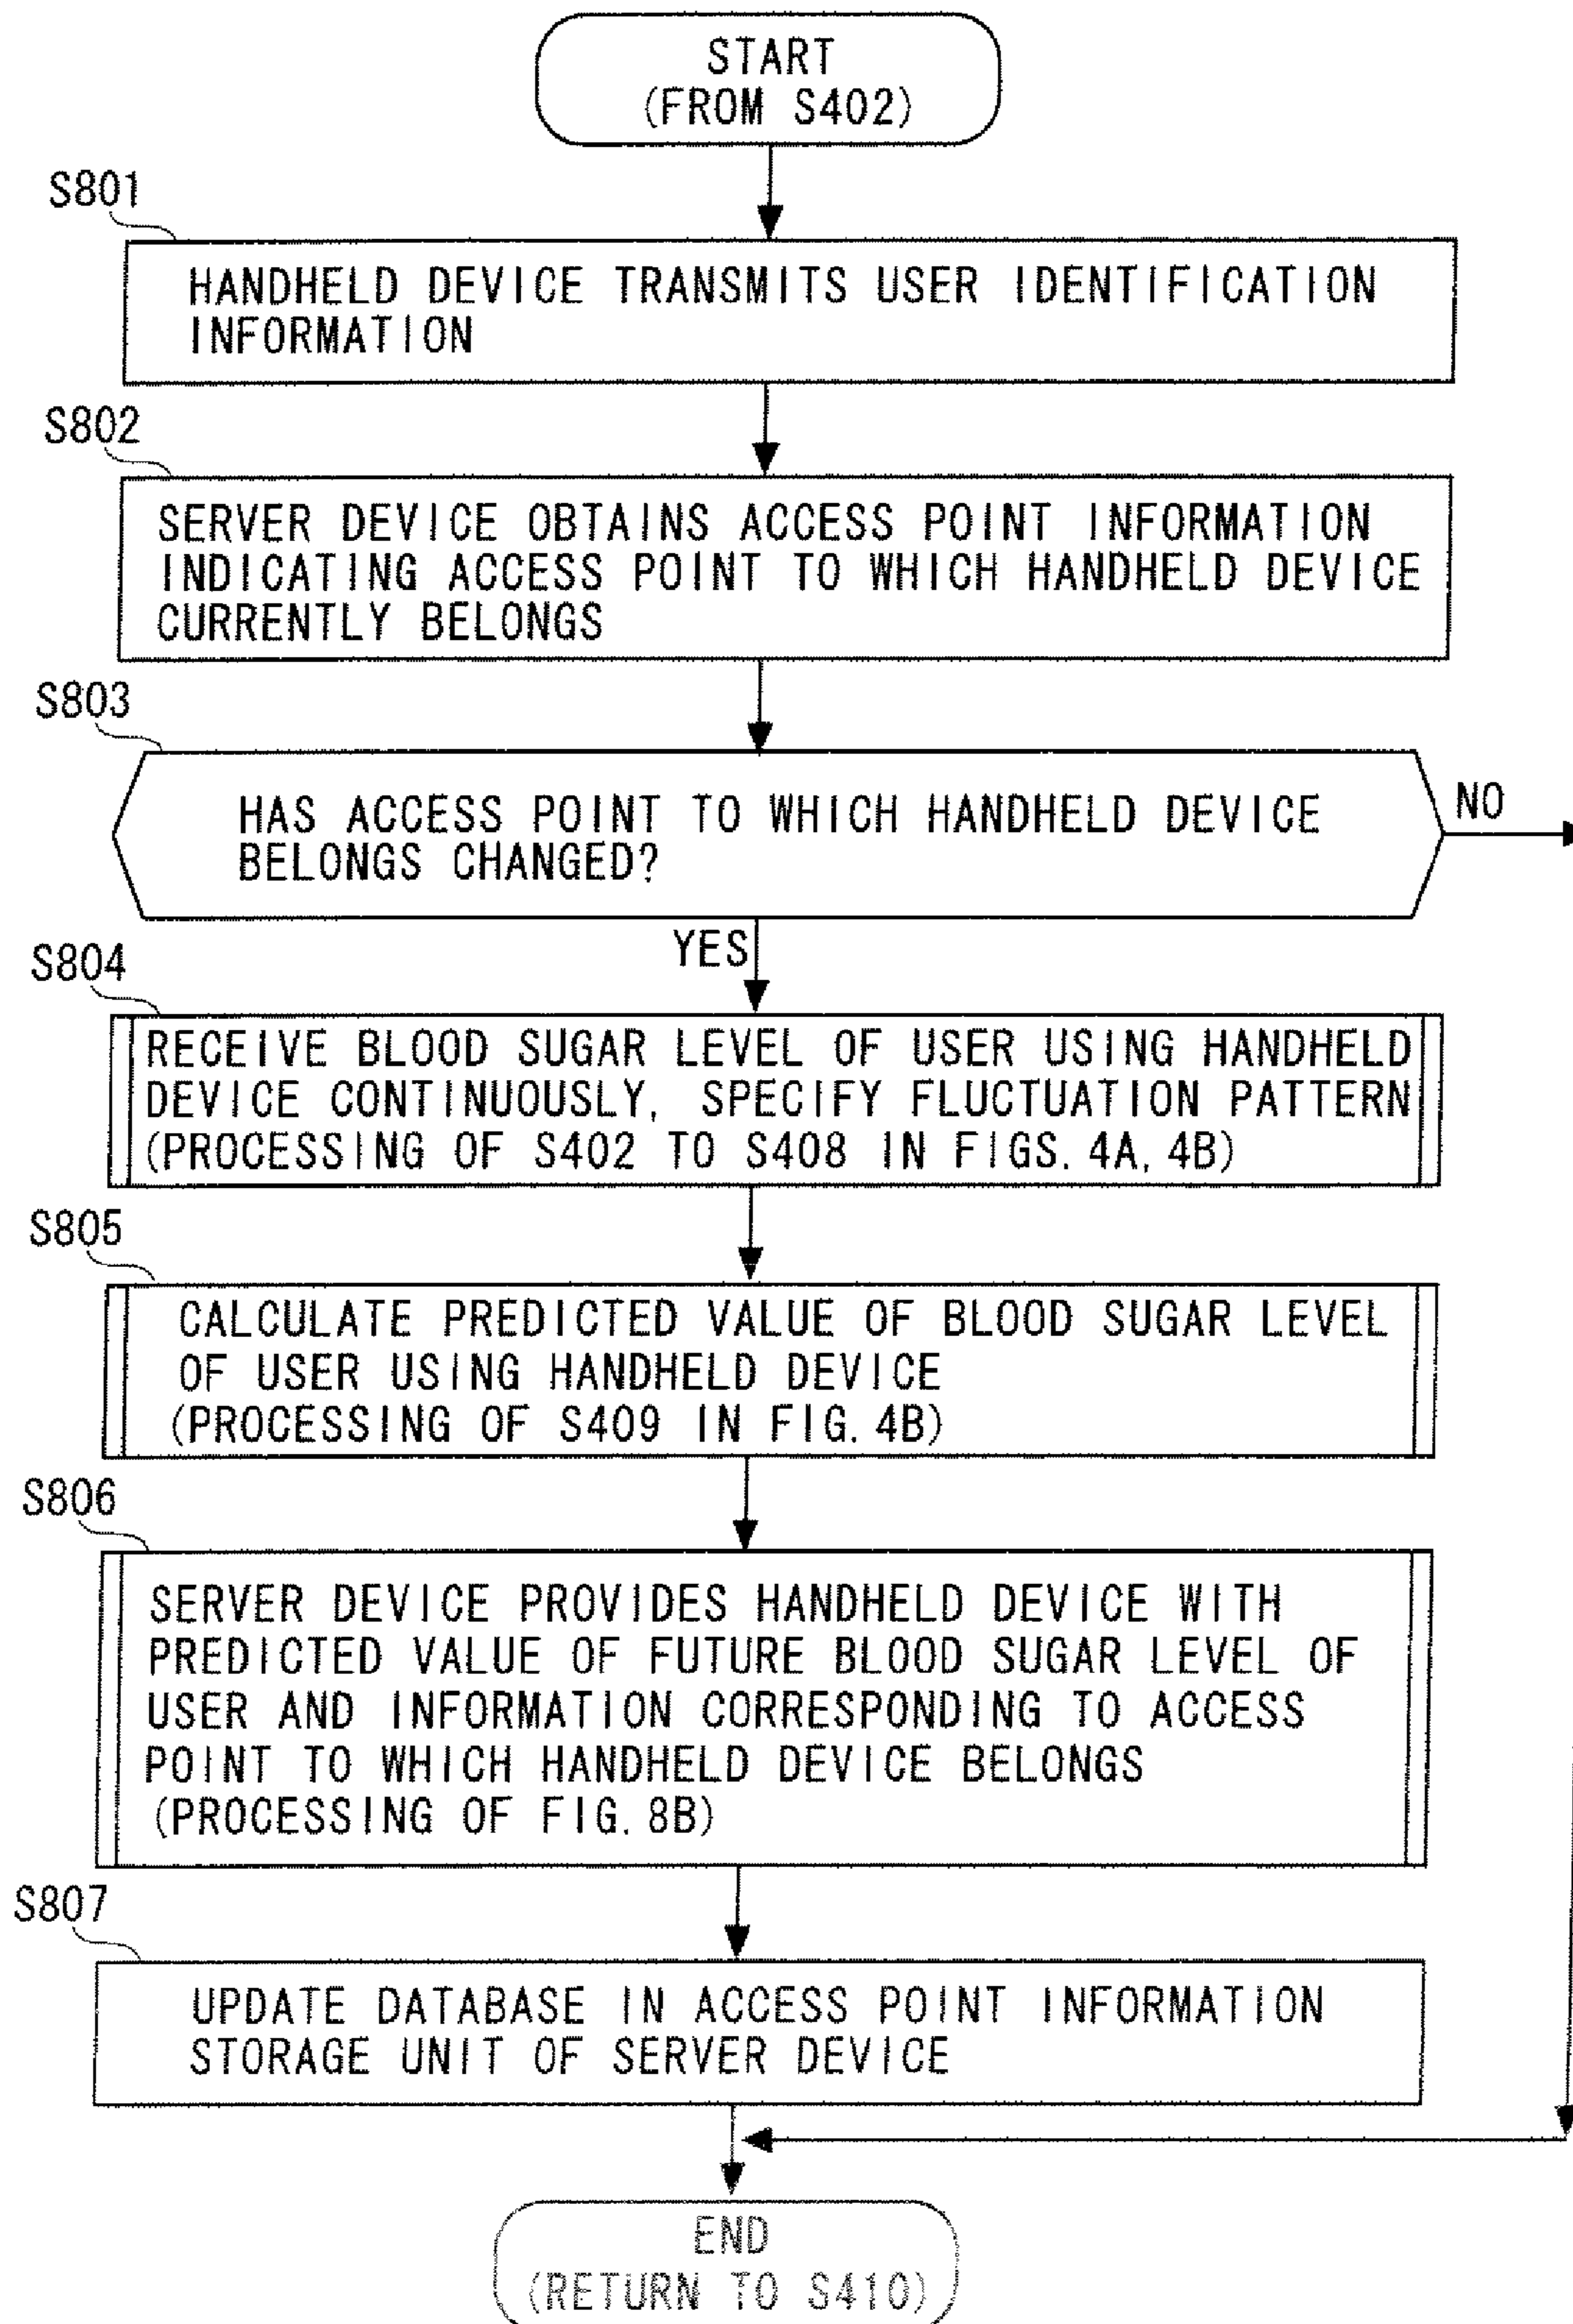 START
(FROM S402)
S801
HANDHELD DEVICE TRANSMITS USER IDENTIFICATION
INFORMATION
S802
SERVER DEVICE OBTAINS ACCESS POINT INFORMATION
INDICATING ACCESS POINT TO WHICH HANDHELD DEVICE
CURRENTLY BELONGS
S803
HAS ACCESS POINT TO WHICH HANDHELD DEVICE
BELONGS CHANGED?
NO
YES
S804
RECEIVE BLOOD SUGAR LEVEL OF USER USING HANDHELD
DEVICE CONTINUOUSLY, SPECIFY FLUCTUATION PATTERN
(PROCESSING OF S402 TO S408 IN FIGS. 4A, 4B)
S805
CALCULATE PREDICTED VALUE OF BLOOD SUGAR LEVEL
OF USER USING HANDHELD DEVICE
(PROCESSING OF S409 IN FIG. 4B)
S806
SERVER DEVICE PROVIDES HANDHELD DEVICE WITH
PREDICTED VALUE OF FUTURE BLOOD SUGAR LEVEL OF
USER AND INFORMATION CORRESPONDING TO ACCESS
POINT TO WHICH HANDHELD DEVICE BELONGS
(PROCESSING OF FIG. 8B)
S807
UPDATE DATABASE IN ACCESS POINT INFORMATION
STORAGE UNIT OF SERVER DEVICE
END
(RETURN TO S410)